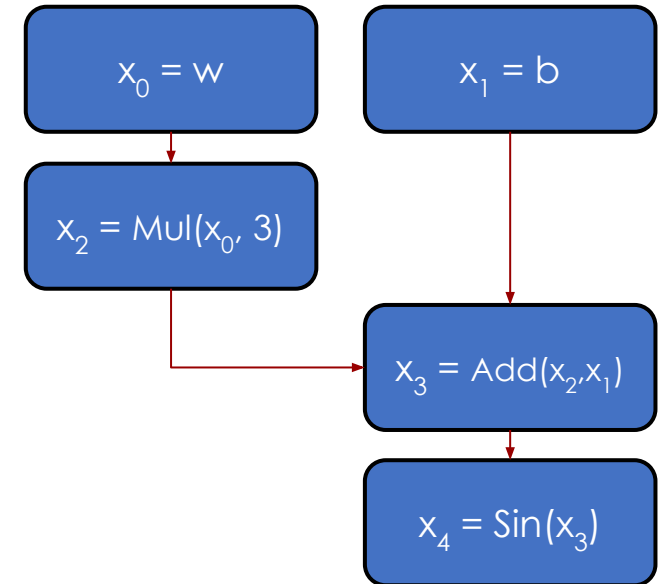 x₀ = w
x₁ = b
x₂ = Mul(x₀, 3)
x₃ = Add(x₂,x₁)
x₄ = Sin(x₃)